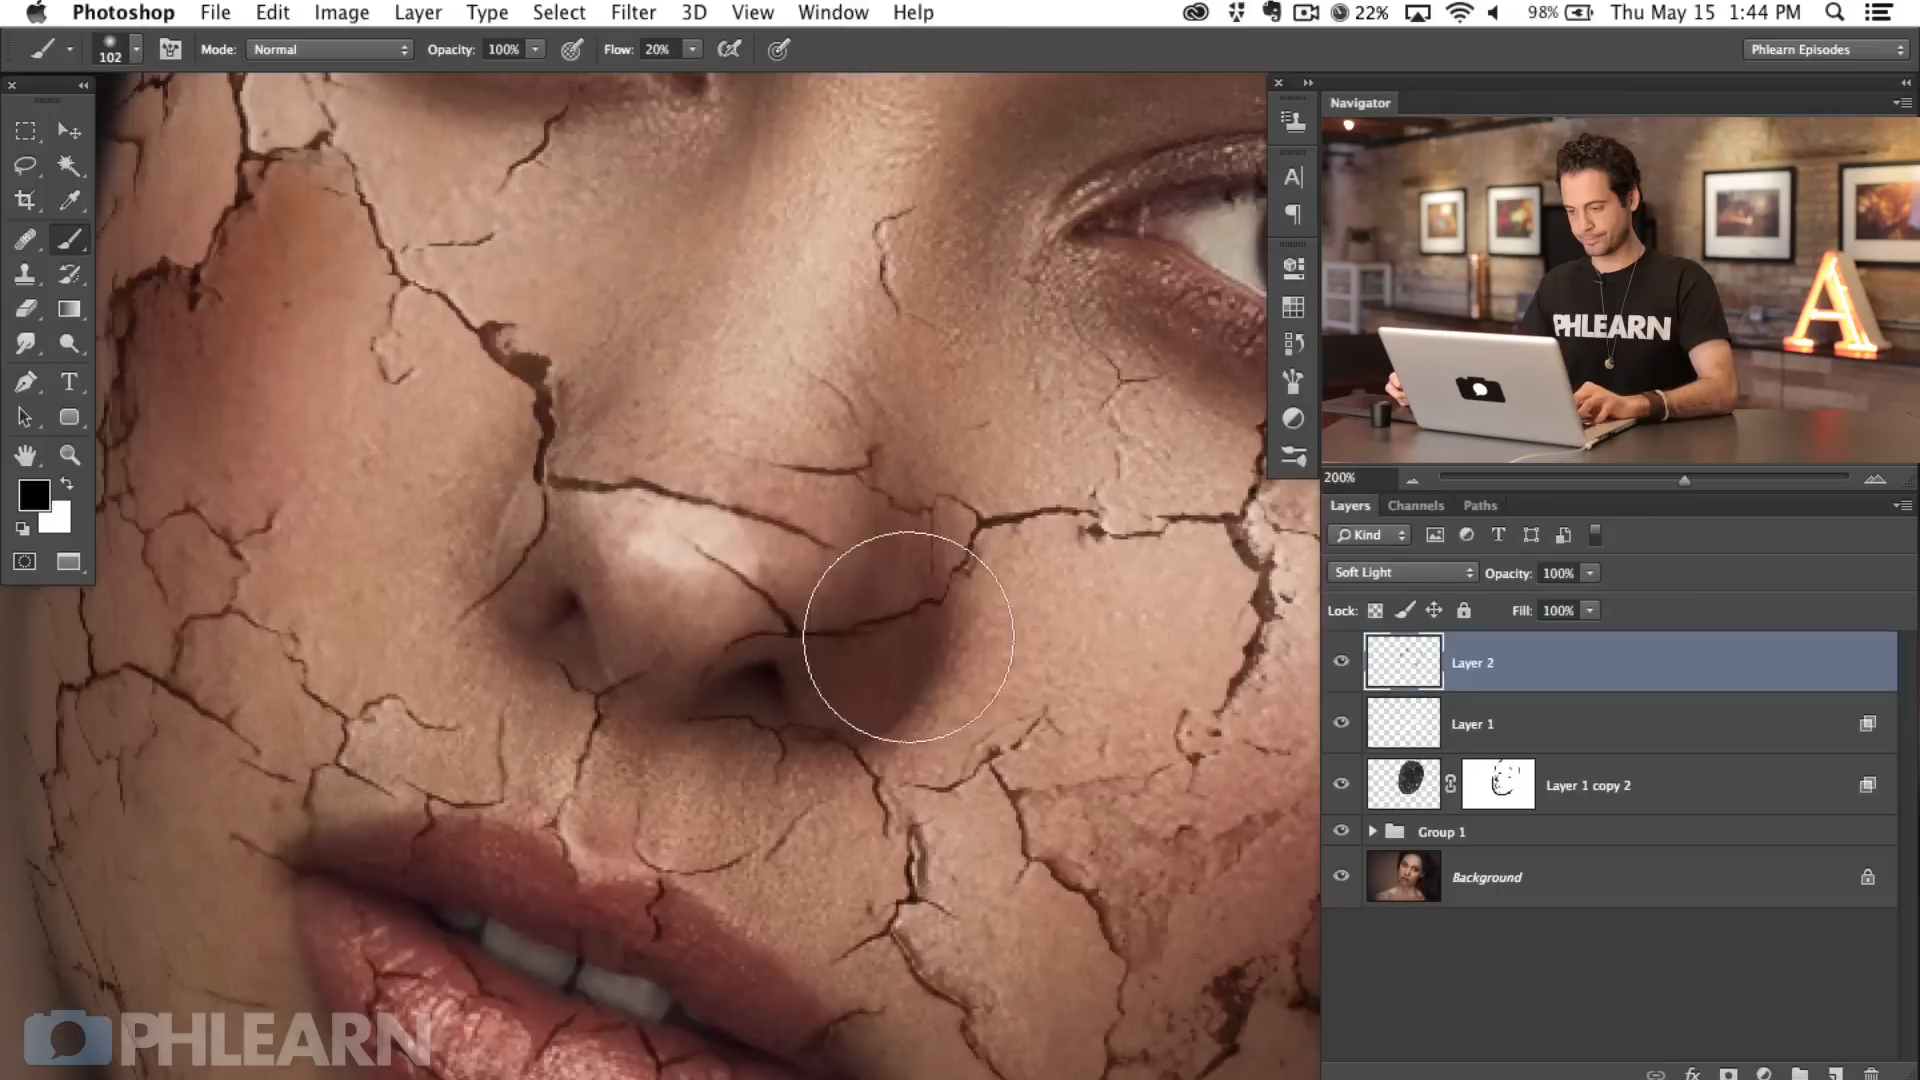 Photoshop File Edit Image Layer Type Select Filter 3D View Window Help 22% 98% Thu May 15 1:44 PM
102 Mode: Normal Opacity: 100% Flow: 20% Phlearn Episodes
Navigator
A
PHLEARN
200%
Layers Channels Paths
Kind
Soft Light Opacity: 100%
Lock: Fill: 100%
Layer 2
Layer 1
Layer 1 copy 2
Group 1
Background
fx
PHLEARN